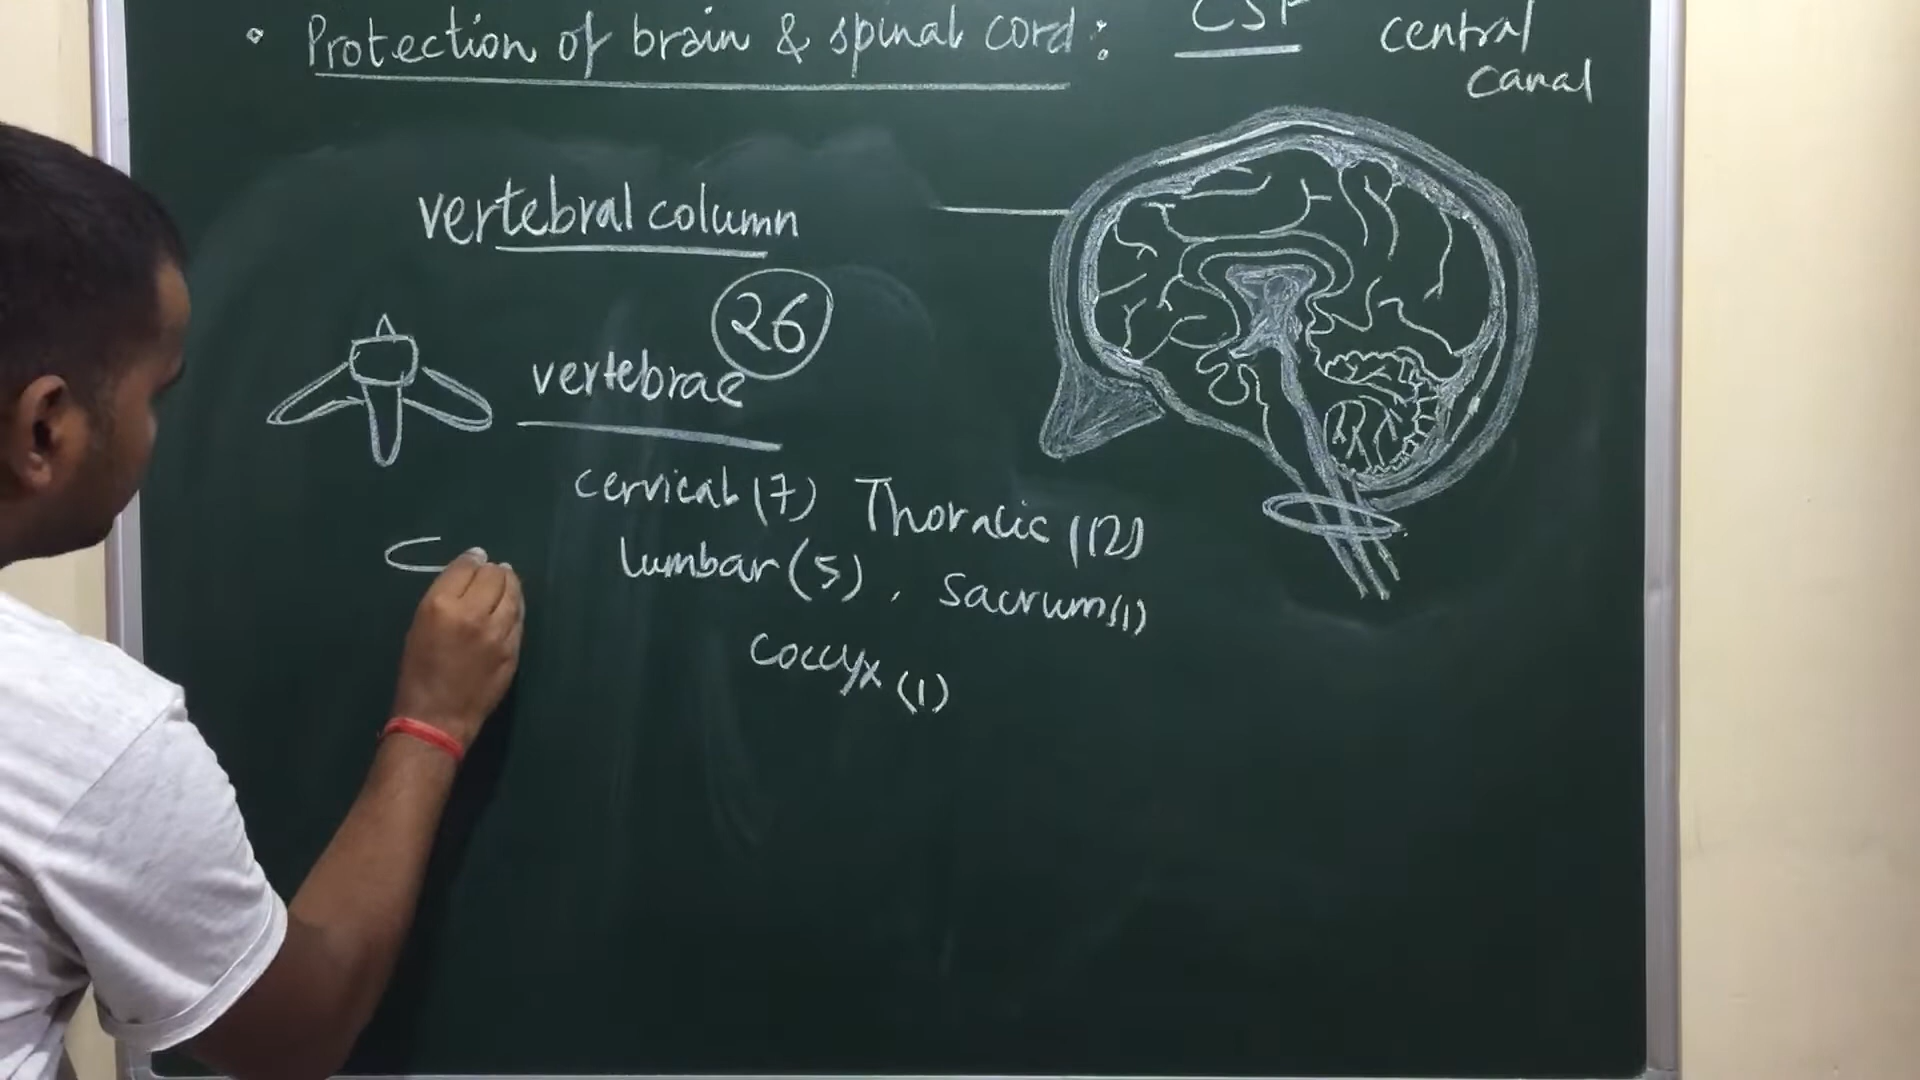 • Protection of brain & spinal cord :
CSF
central
canal
vertebral column
26
vertebrae
cervical (7) Thoracic (12)
lumbar (5) , Sacrum (1)
Coccyx (1)